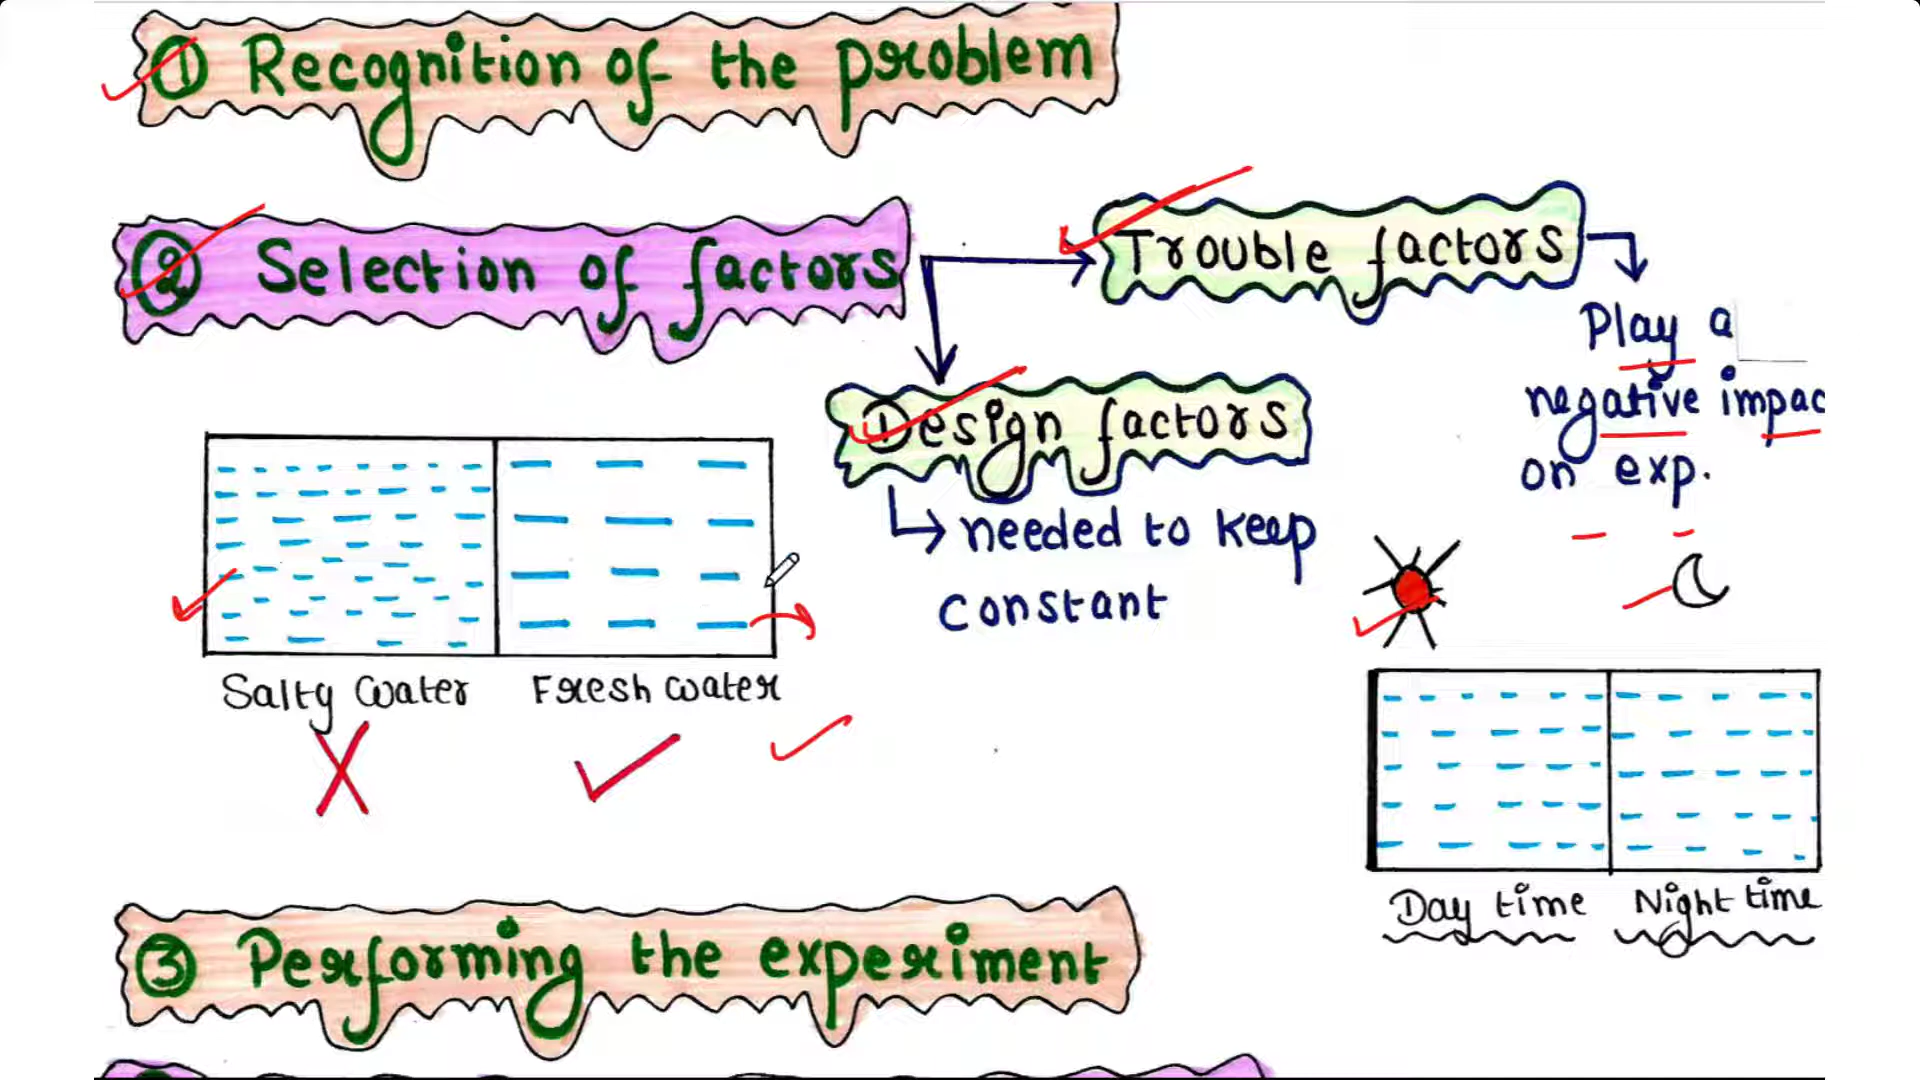 ① Recognition of the problem
② Selection of factors
Trouble factors
Play a
negative impac
on exp.
Design factors
needed to keep
constant
Salty water
Fresh water
Day time
Night time
③ Performing the experiment